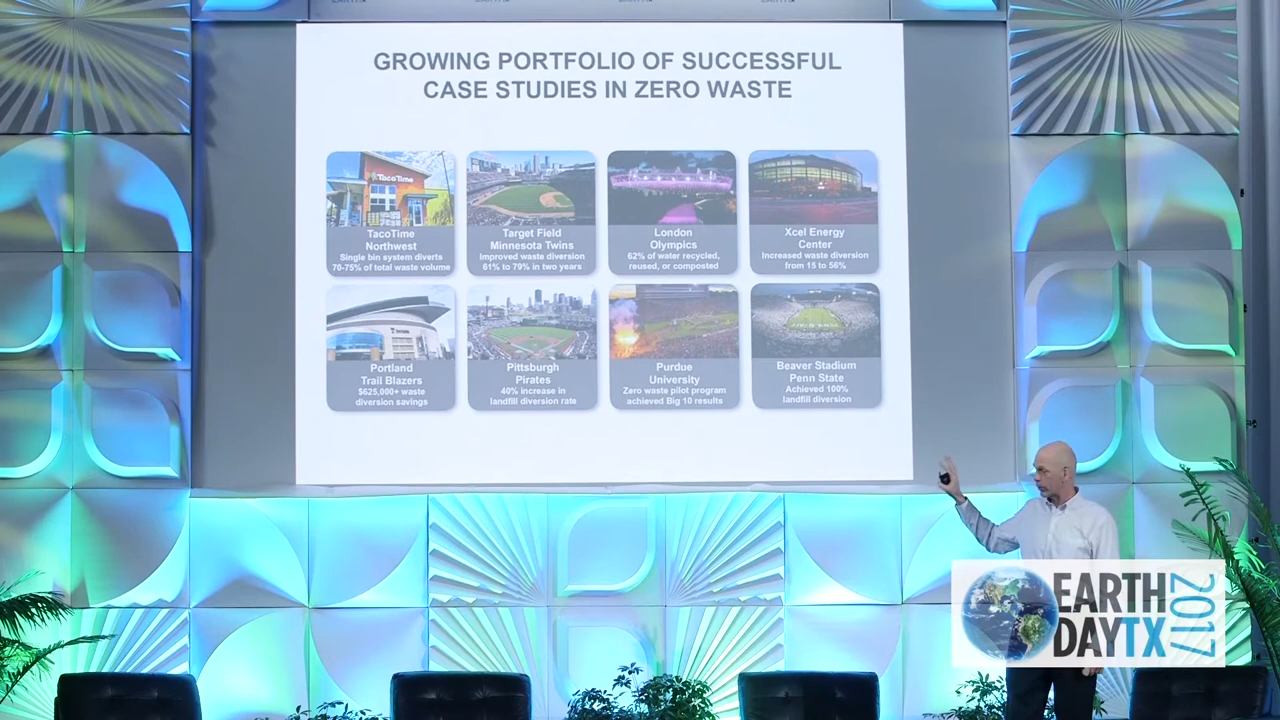 GROWING PORTFOLIO OF SUCCESSFUL
CASE STUDIES IN ZERO WASTE
TacoTime
TacoTime
Northwest
Single bin system diverts
70-75% of total waste volume
Target Field
Minnesota Twins
Improved waste diversion
61% to 79% in two years
London
Olympics
62% of water recycled,
reused, or composted
Xcel Energy
Center
Increased waste diversion
from 15 to 56%
Portland
Trail Blazers
$625,000+ waste
diversion savings
Pittsburgh
Pirates
40% increase in
landfill diversion rate
Purdue
University
Zero waste pilot program
achieved Big 10 results
Beaver Stadium
Penn State
Achieved 100%
landfill diversion
EARTH
DAYTX
2017